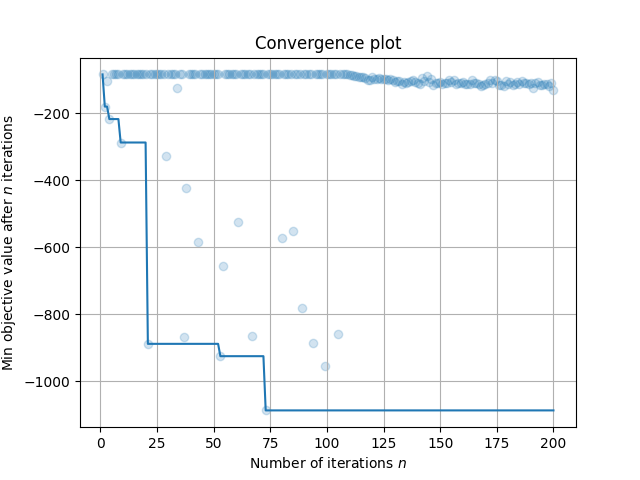 Convergence plot
Min objective value after n iterations
−200
−400
−600
−800
−1000
0 25 50 75 100 125 150 175 200
Number of iterations n